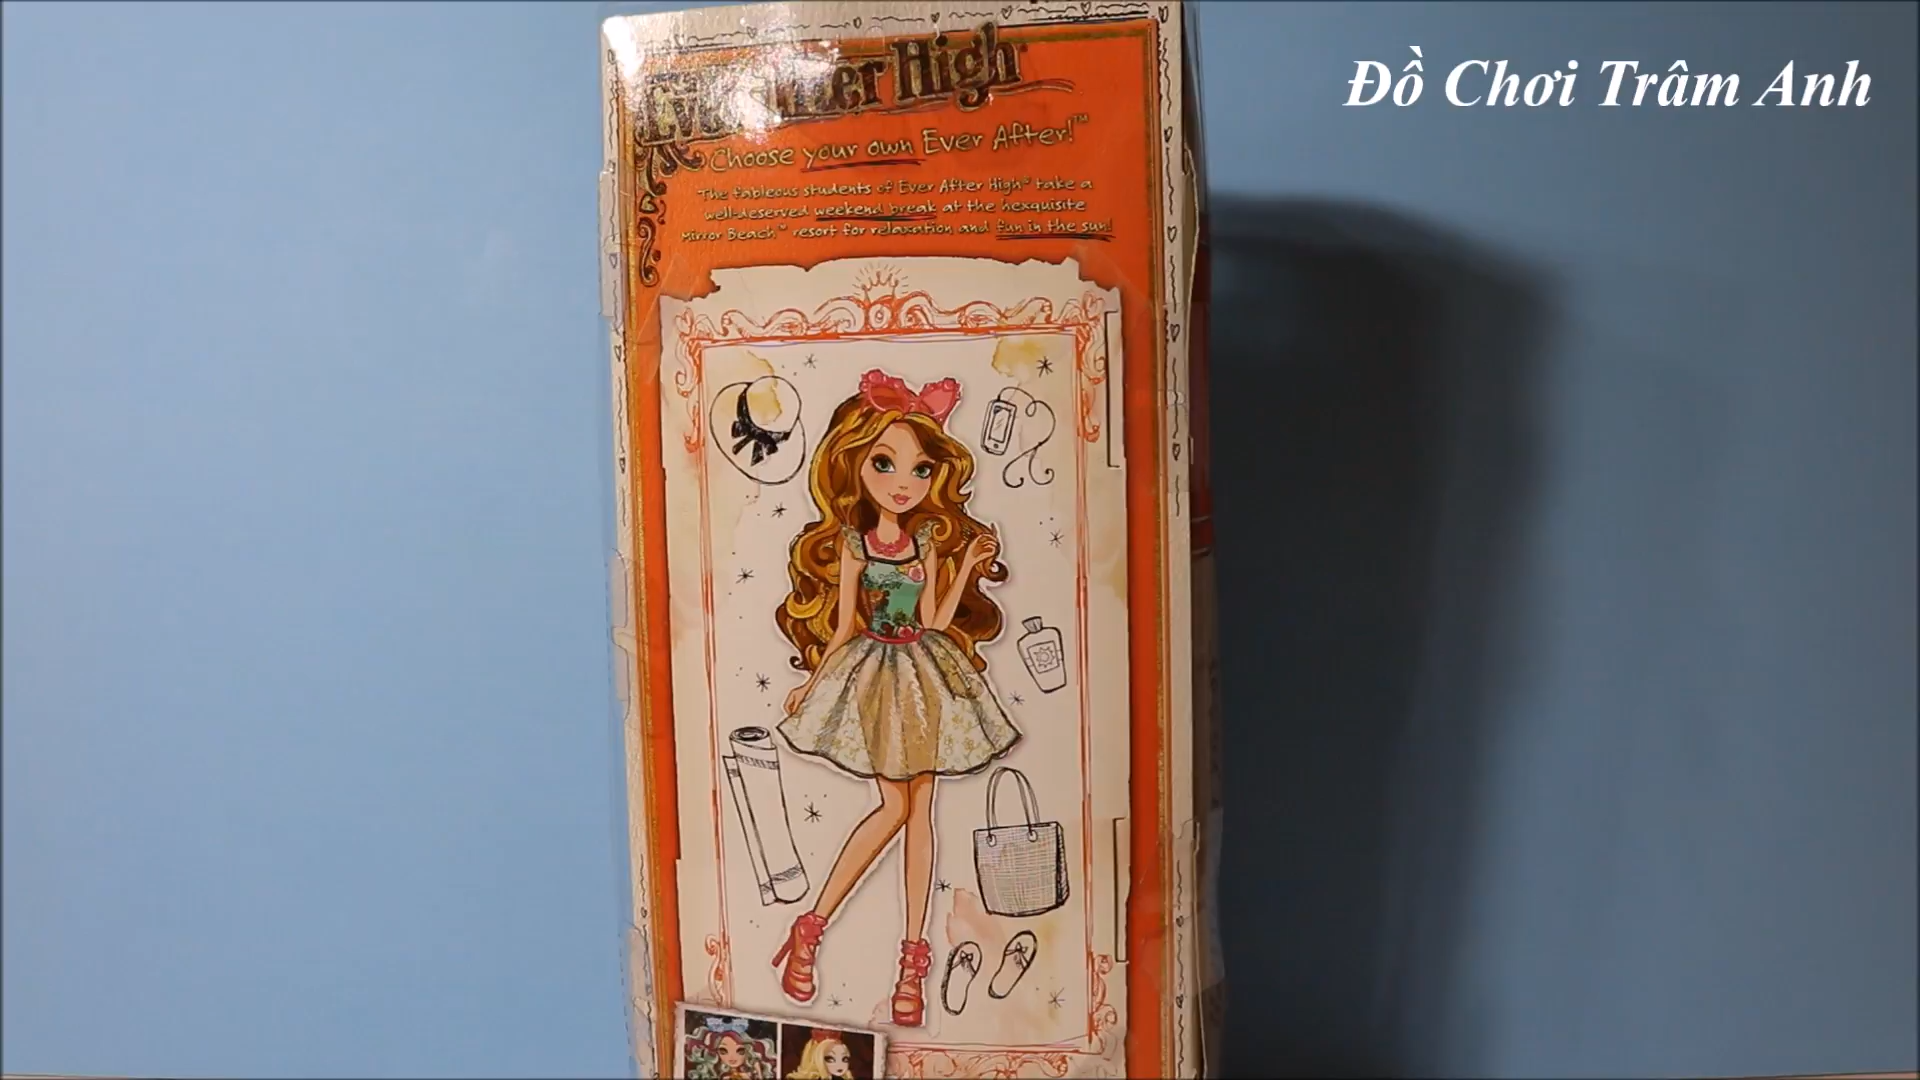 Đồ Chơi Trâm Anh
Ever After High
Choose your own Ever After!™
The fableous students of Ever After High® take a
well-deserved weekend break at the hexquisite
Mirror Beach™ resort for relaxation and fun in the sun!